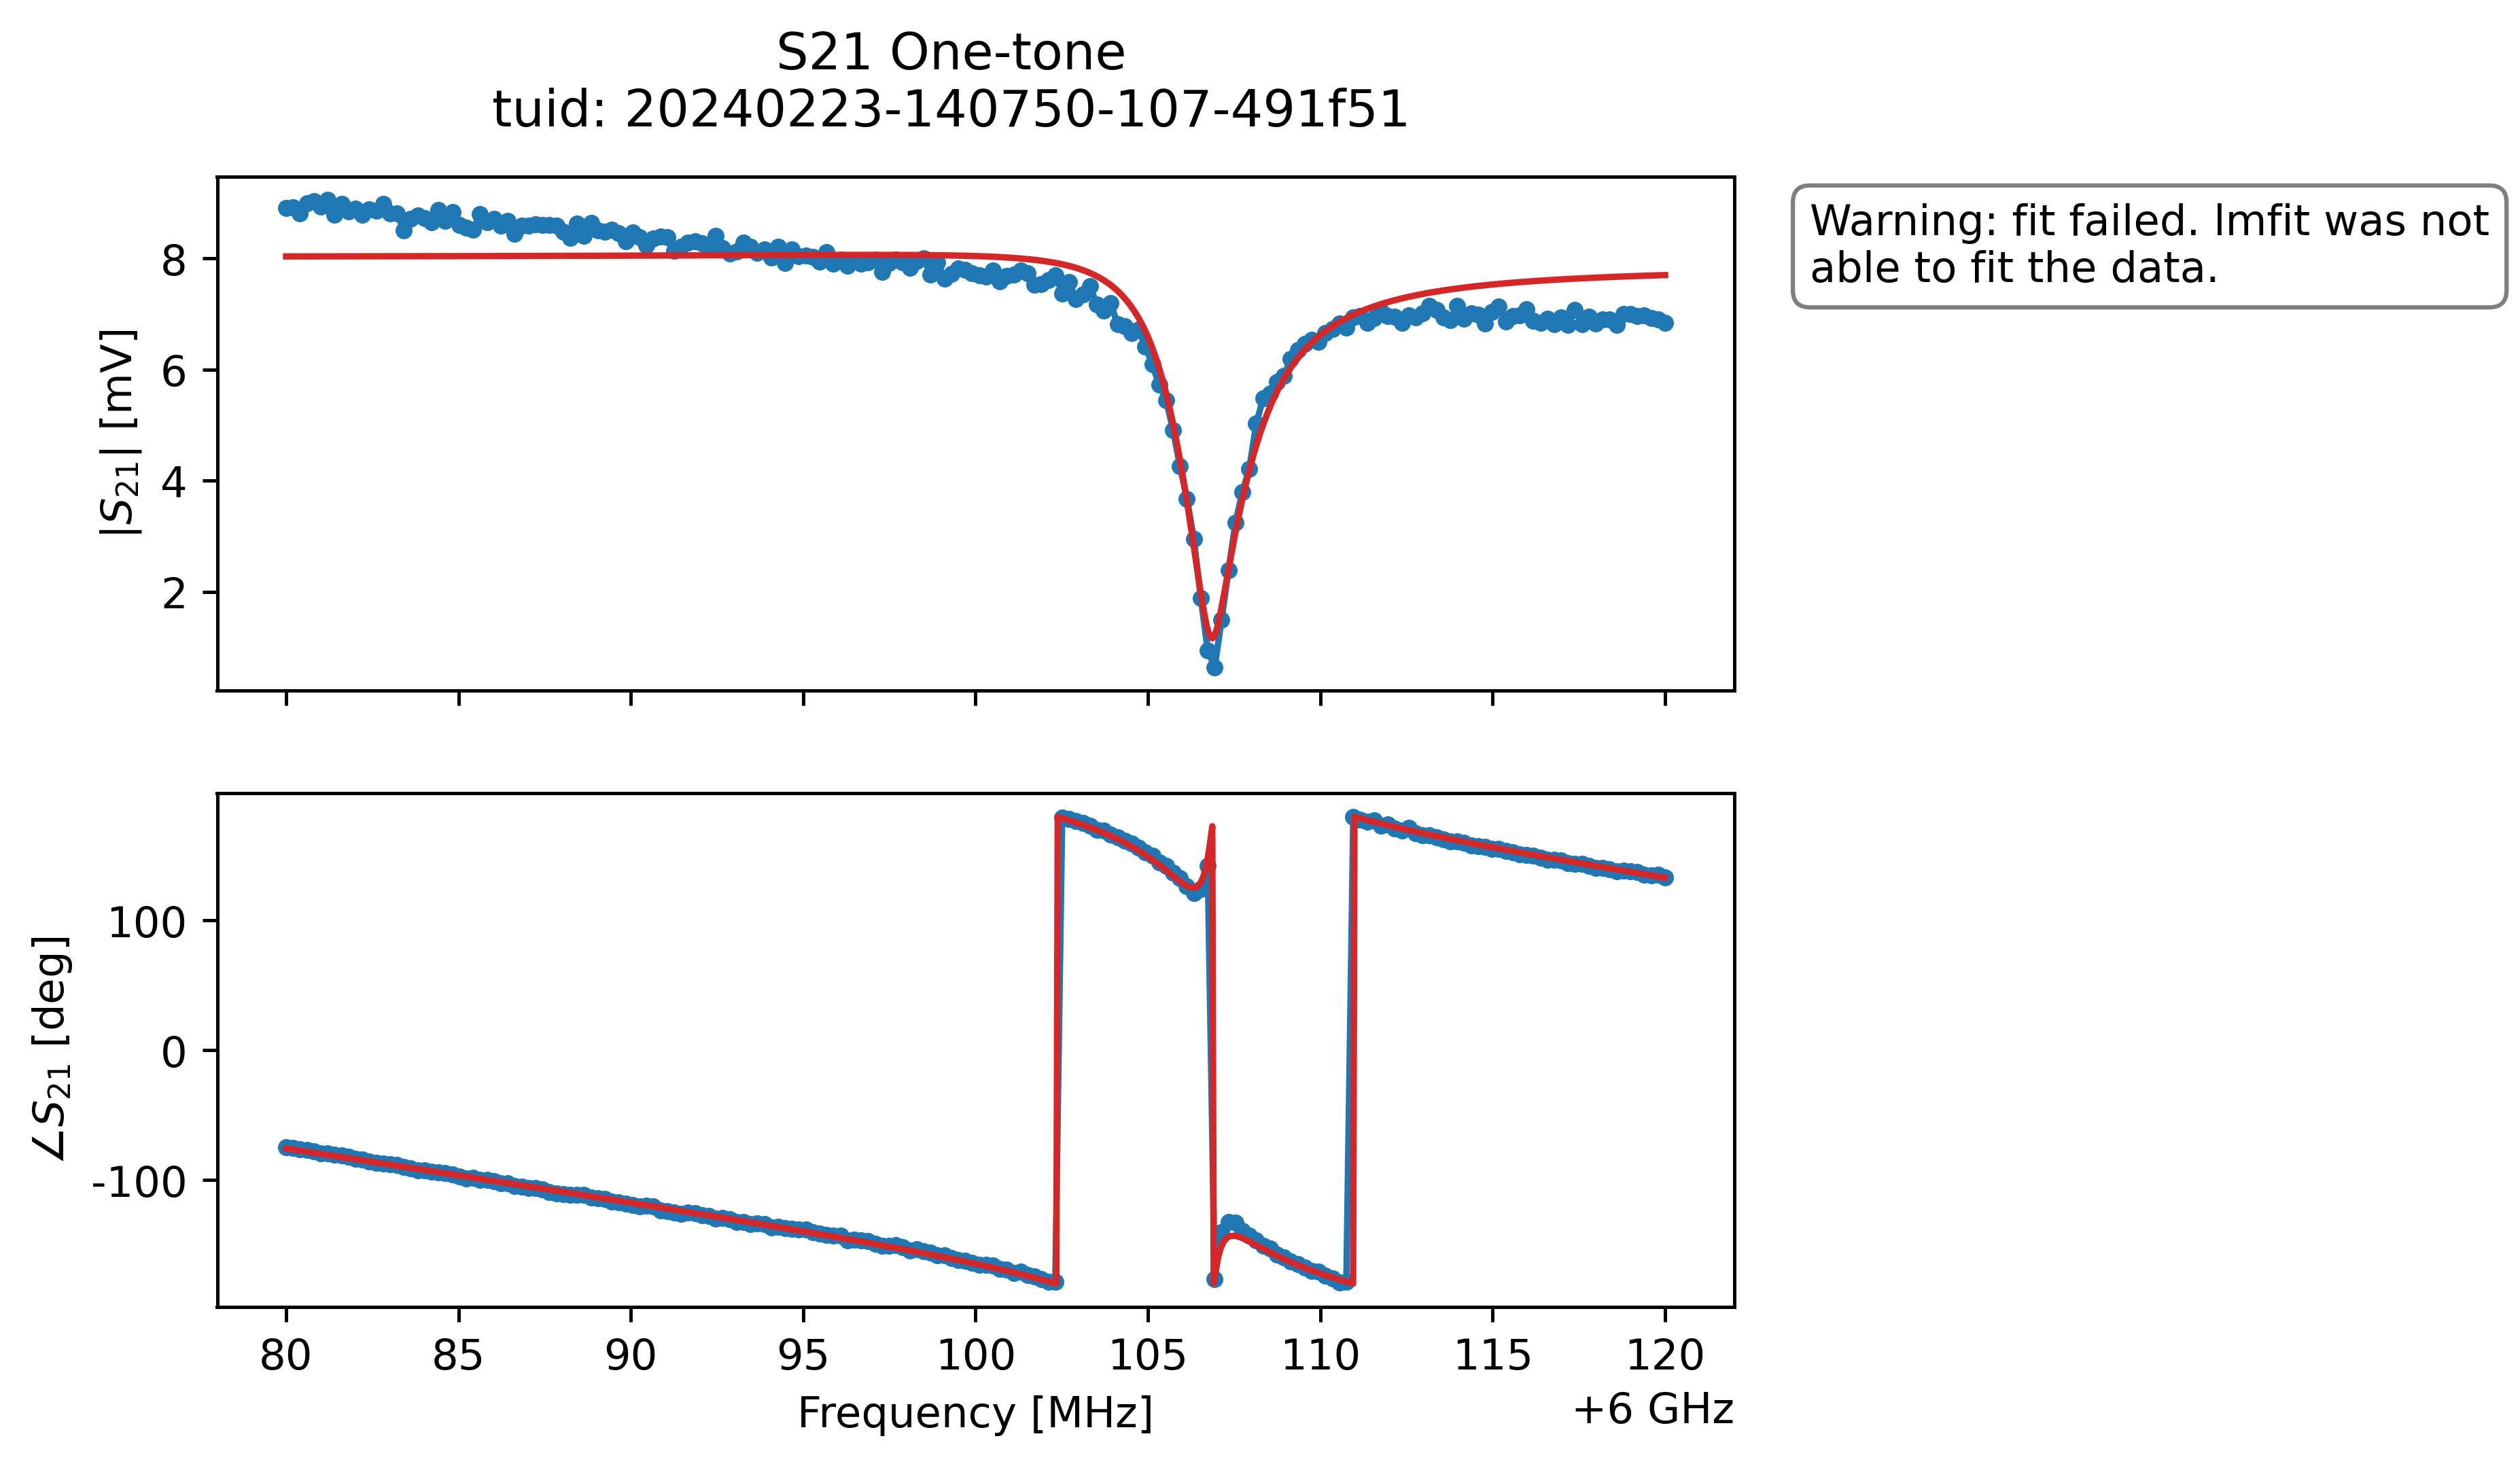 S21 One-tone
tuid: 20240223-140750-107-491f51
Warning: fit failed. lmfit was not
able to fit the data.
|S₂₁| [mV]
8
6
4
2
∠S₂₁ [deg]
100
0
-100
80 85 90 95 100 105 110 115 120
Frequency [MHz]
+6 GHz